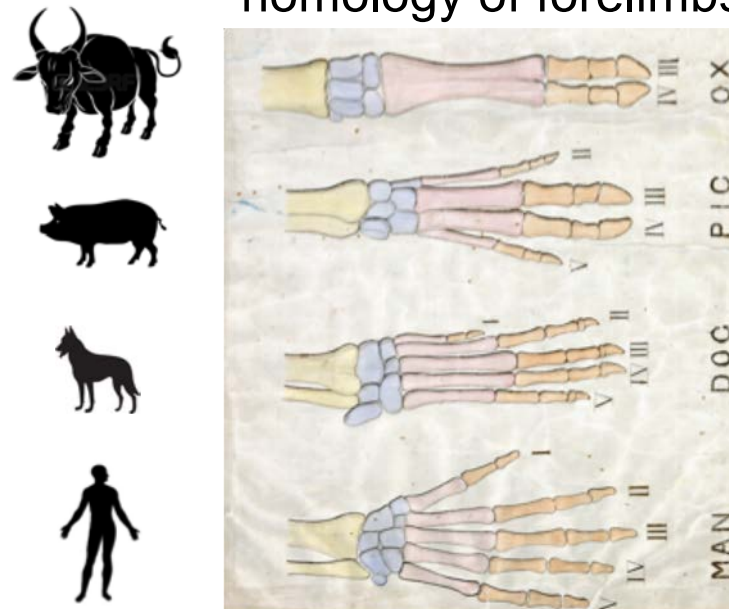 homology of forelimbs
III
IV
OX
II
III
IV
V
PIG
I
II
III
IV
V
DOG
I
II
III
IV
V
MAN